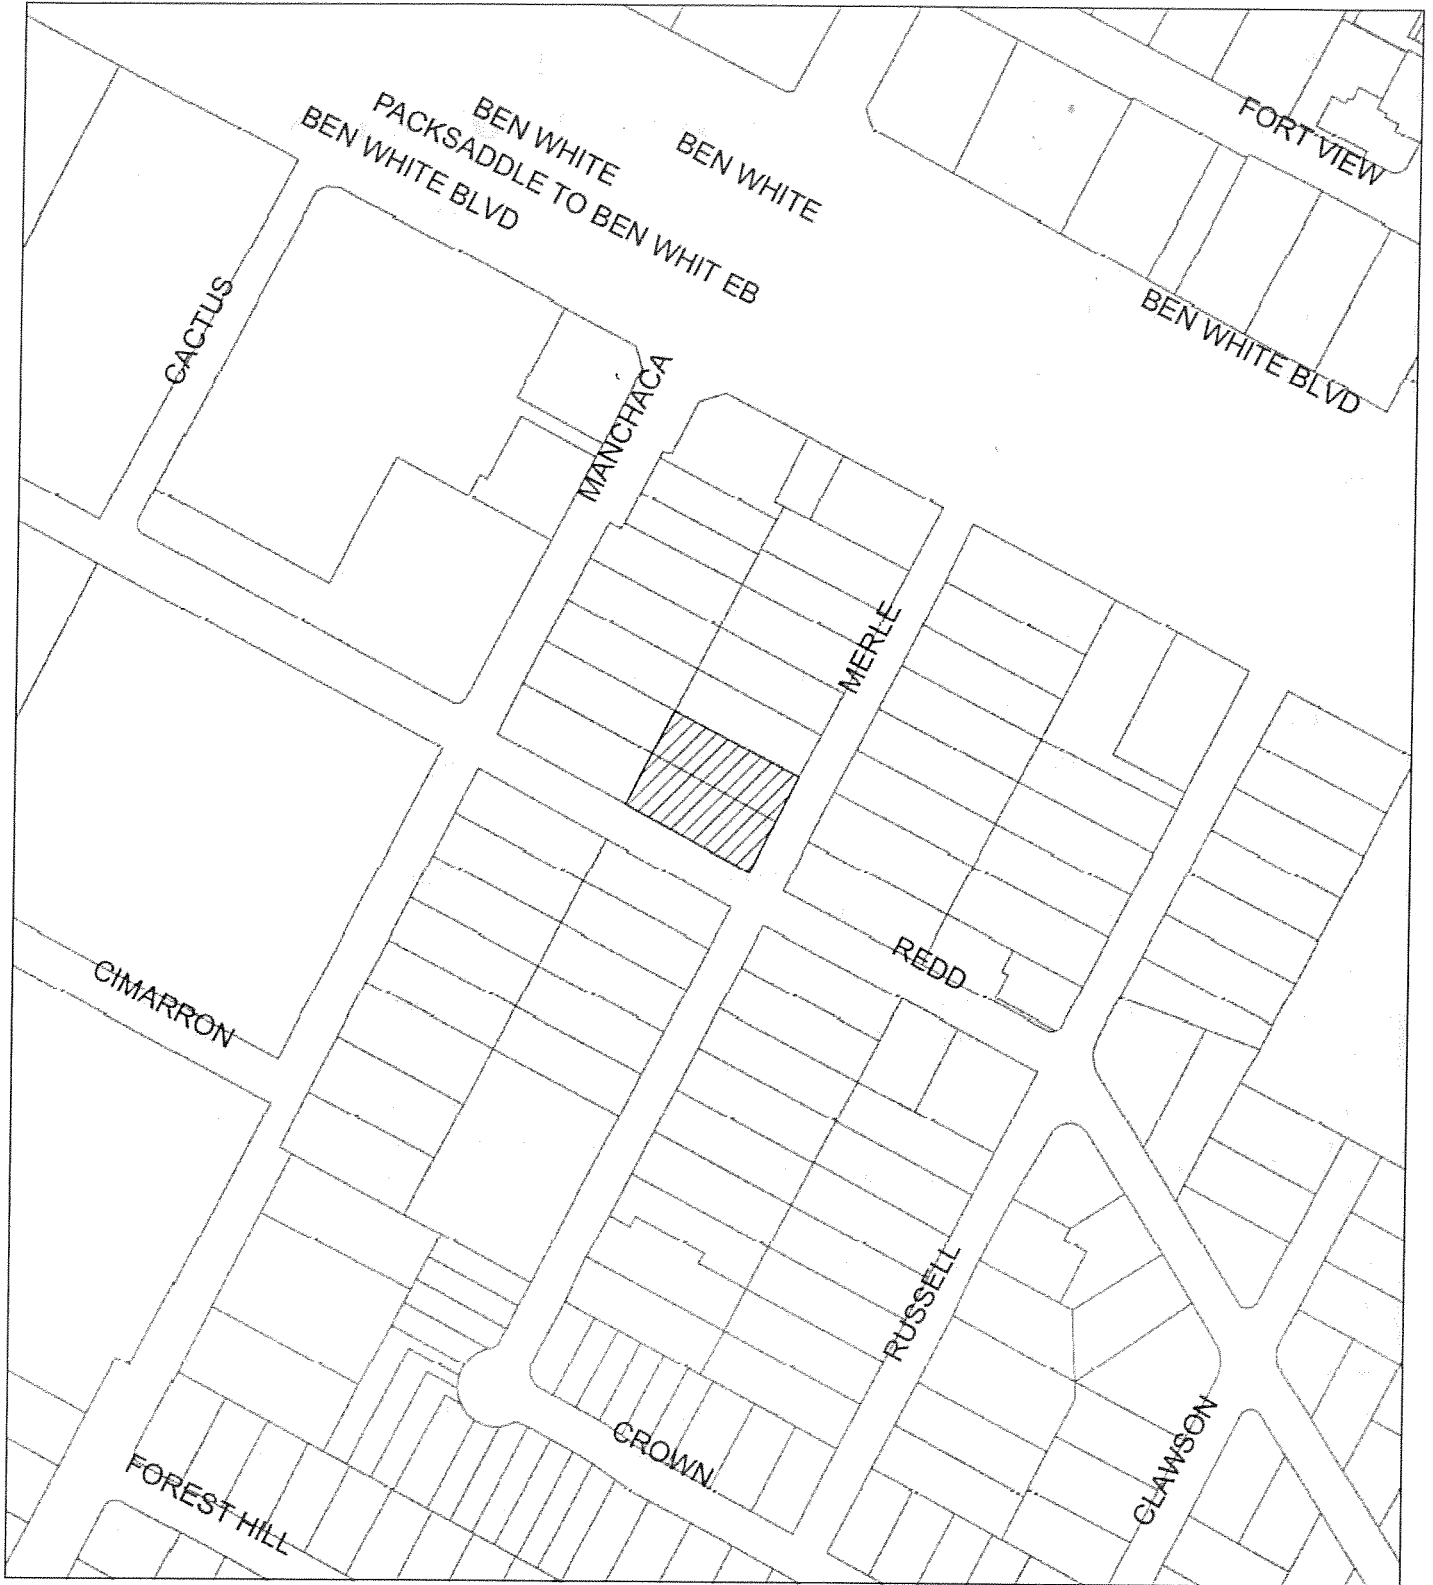 FORT VIEW
BEN WHITE
PACKSADDLE TO BEN WHIT EB
BEN WHITE BLVD
BEN WHITE
BEN WHITE BLVD
CACTUS
MANCHACA
MERLE
REDD
CIMARRON
RUSSELL
CROWN
CLAWSON
FOREST HILL